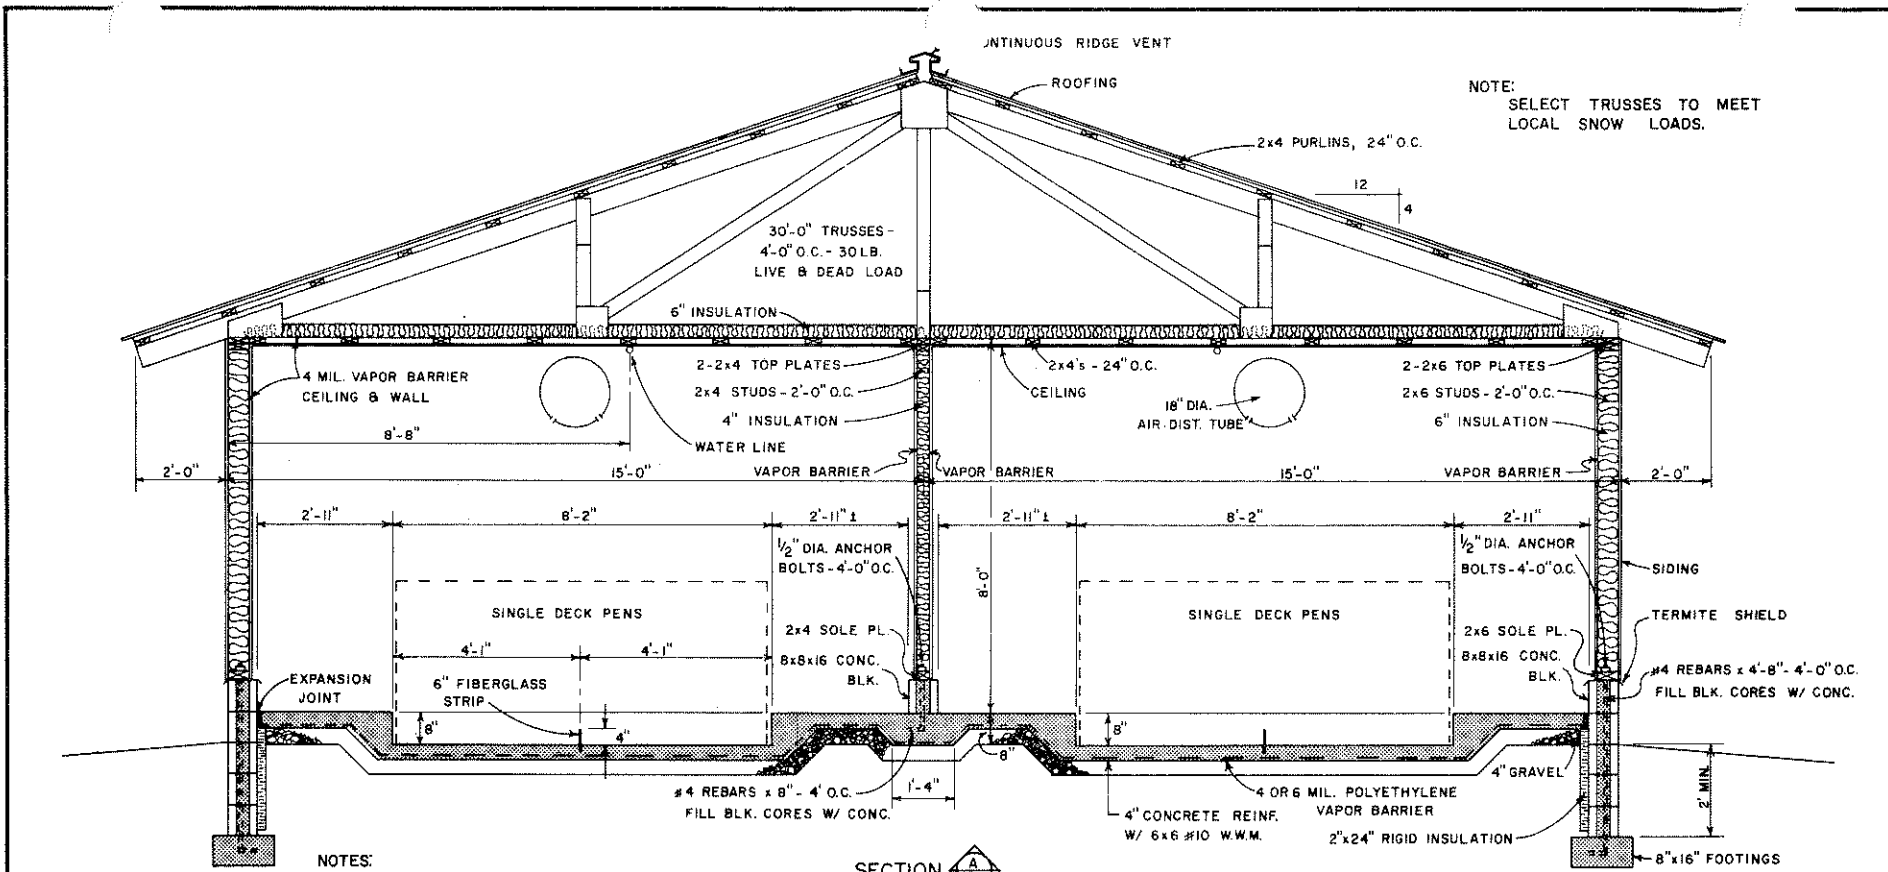 ONTINUOUS RIDGE VENT
ROOFING
NOTE:
SELECT TRUSSES TO MEET
LOCAL SNOW LOADS.
2x4 PURLINS, 24" O.C.
12
4
30'-0" TRUSSES -
4'-0" O.C. - 30 LB.
LIVE & DEAD LOAD
6" INSULATION
2-2x4 TOP PLATES
2x4's - 24" O.C.
2-2x6 TOP PLATES
4 MIL. VAPOR BARRIER
CEILING & WALL
2x4 STUDS - 2'-0" O.C.
CEILING
2x6 STUDS - 2'-0" O.C.
18" DIA.
AIR DIST. TUBE
4" INSULATION
6" INSULATION
8'-8"
WATER LINE
2'-0"
15'-0"
VAPOR BARRIER
VAPOR BARRIER
15'-0"
VAPOR BARRIER
2'-0"
2'-11"
8'-2"
2'-11" ±
2'-11" ±
8'-2"
2'-11"
1/2" DIA. ANCHOR
BOLTS - 4'-0" O.C.
8'-0"
1/2" DIA. ANCHOR
BOLTS - 4'-0" O.C.
SIDING
SINGLE DECK PENS
SINGLE DECK PENS
TERMITE SHIELD
2x4 SOLE PL.
2x6 SOLE PL.
4'-1"
4'-1"
8x8x16 CONC.
BLK.
8x8x16 CONC.
BLK.
#4 REBARS x 4'-8" - 4'-0" O.C.
FILL BLK. CORES W/ CONC.
EXPANSION
JOINT
6" FIBERGLASS
STRIP
8"
4"
8"
8"
4" GRAVEL
2' MIN.
#4 REBARS x 8" - 4' O.C.
FILL BLK. CORES W/ CONC.
1'-4"
4" CONCRETE REINF.
W/ 6x6 #10 W.W.M.
4 OR 6 MIL. POLYETHYLENE
VAPOR BARRIER
2"x24" RIGID INSULATION
8"x16" FOOTINGS
NOTES:
SECTION A